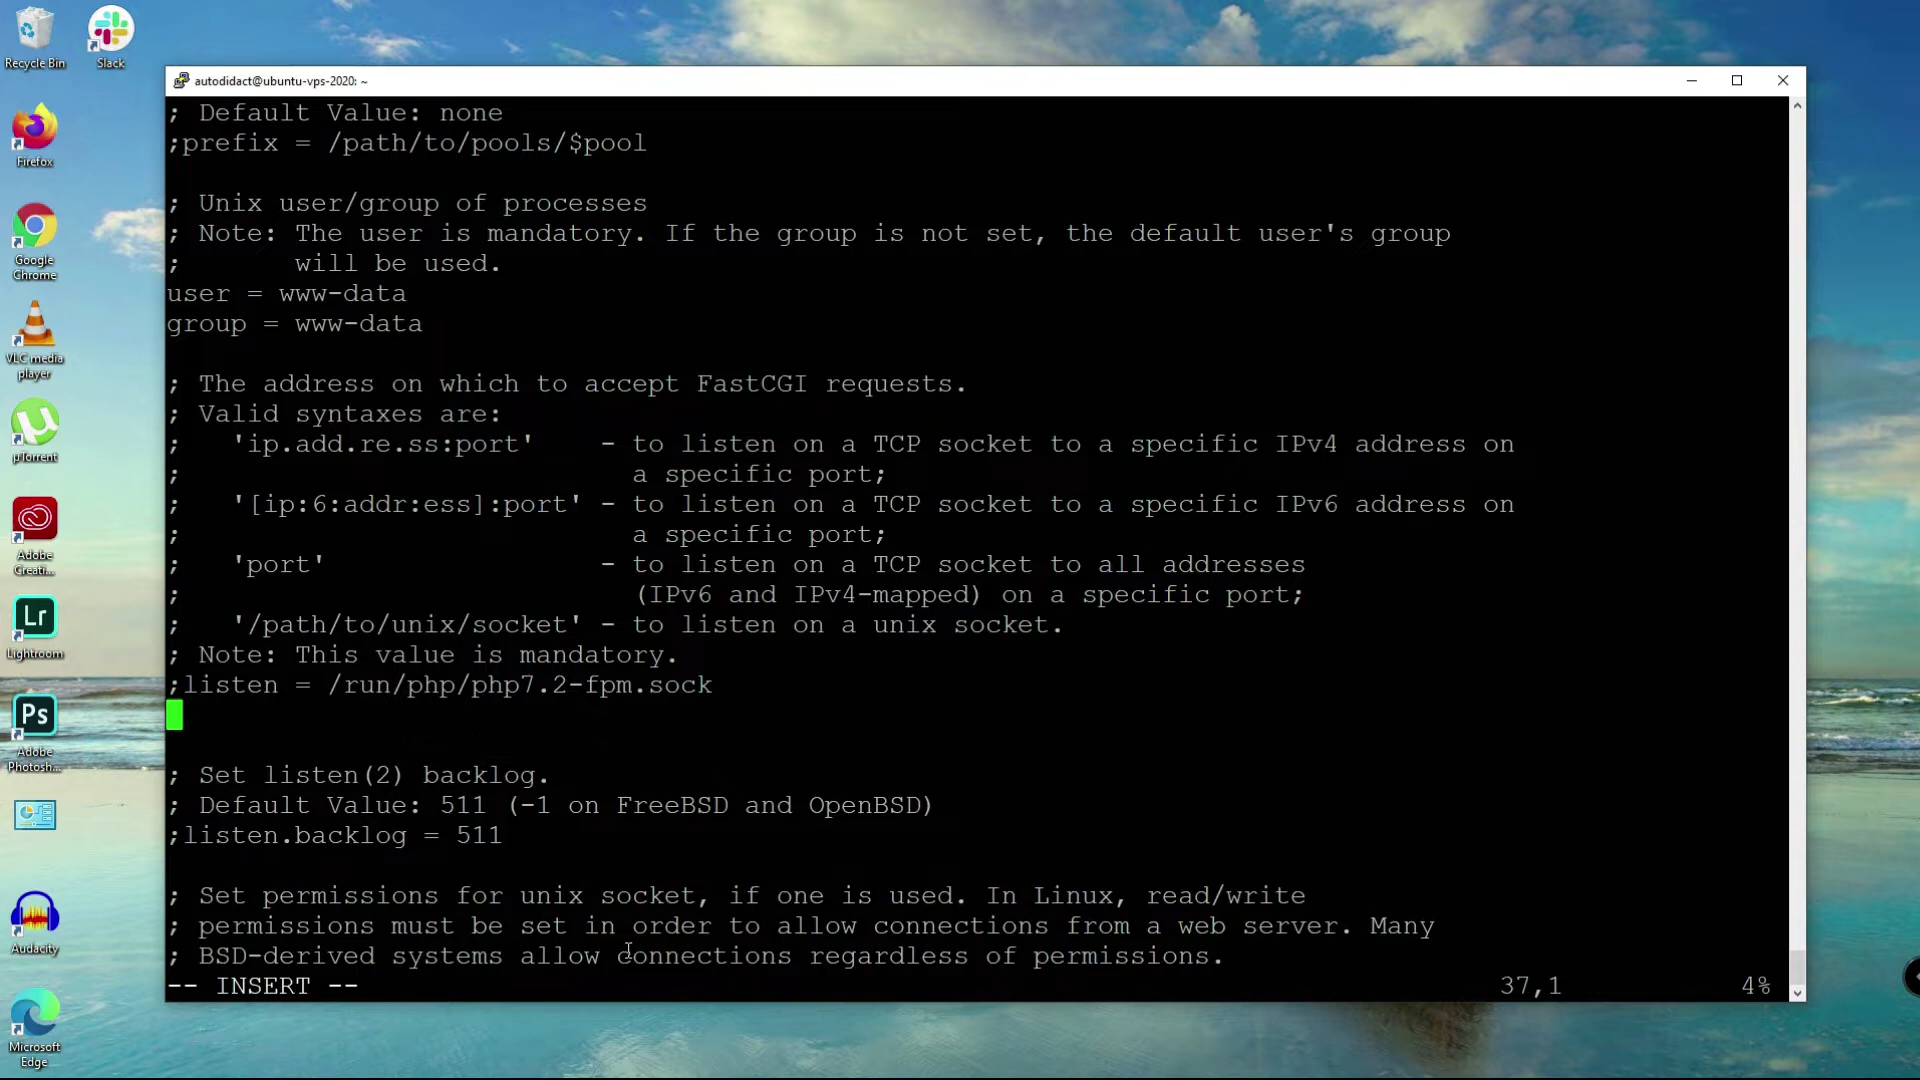 Recycle Bin
Slack
Firefox
Google
Chrome
VLC media
player
µTorrent
Adobe
Creati...
Lr
Lightroom
Ps
Adobe
Photosh...
Audacity
Microsoft
Edge
autodidact@ubuntu-vps-2020: ~
; Default Value: none
;prefix = /path/to/pools/$pool
; Unix user/group of processes
; Note: The user is mandatory. If the group is not set, the default user's group
;       will be used.
user = www-data
group = www-data
; The address on which to accept FastCGI requests.
; Valid syntaxes are:
;   'ip.add.re.ss:port'    - to listen on a TCP socket to a specific IPv4 address on
;                            a specific port;
;   '[ip:6:addr:ess]:port' - to listen on a TCP socket to a specific IPv6 address on
;                            a specific port;
;   'port'                 - to listen on a TCP socket to all addresses
;                            (IPv6 and IPv4-mapped) on a specific port;
;   '/path/to/unix/socket' - to listen on a unix socket.
; Note: This value is mandatory.
;listen = /run/php/php7.2-fpm.sock
; Set listen(2) backlog.
; Default Value: 511 (-1 on FreeBSD and OpenBSD)
;listen.backlog = 511
; Set permissions for unix socket, if one is used. In Linux, read/write
; permissions must be set in order to allow connections from a web server. Many
; BSD-derived systems allow connections regardless of permissions.
-- INSERT -- 37,1 4%